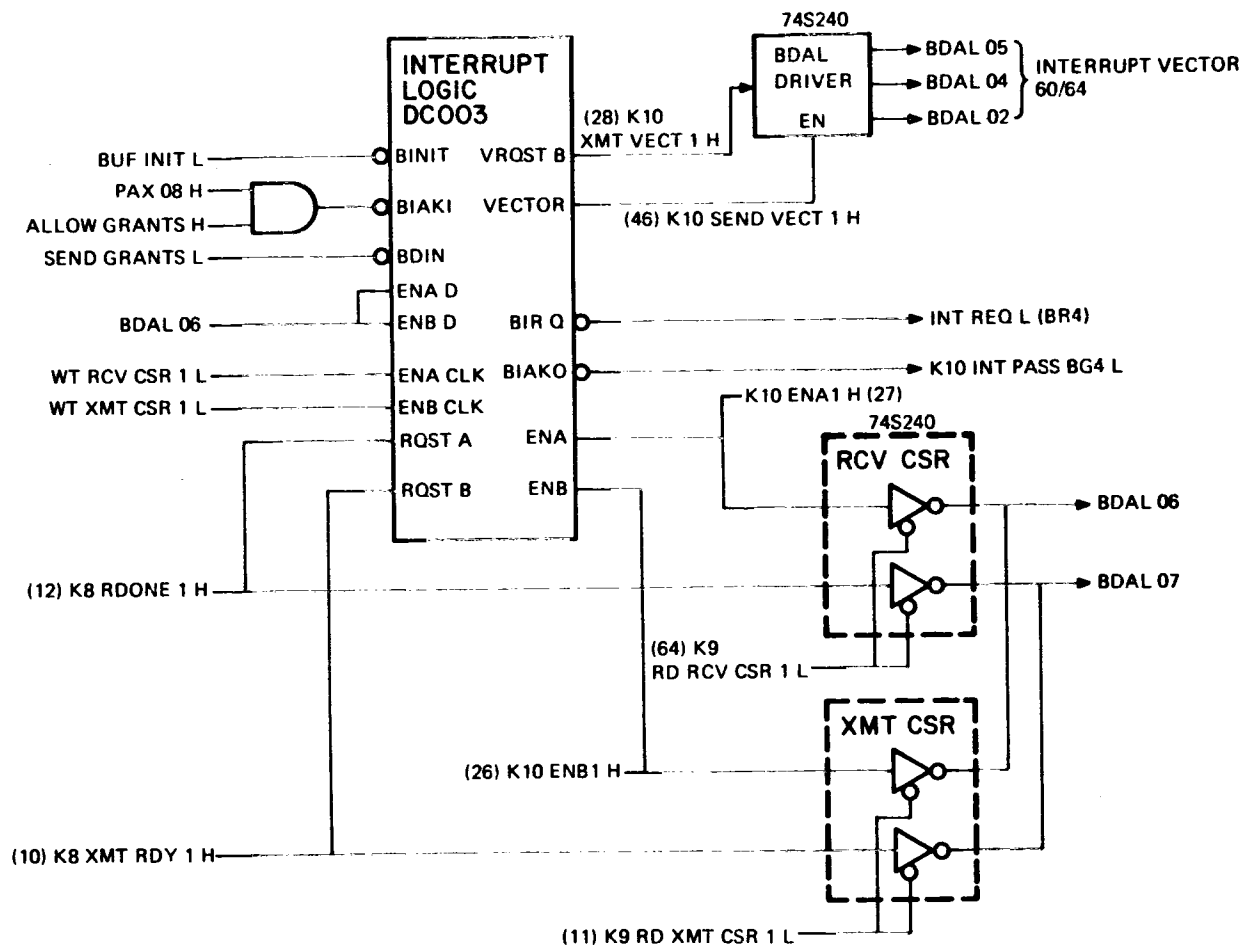 74S240
INTERRUPT
LOGIC
DC003
BDAL
DRIVER
EN
BDAL 05
BDAL 04
BDAL 02
INTERRUPT VECTOR
60/64
(28) K10
XMT VECT 1 H
BUF INIT L
BINIT
VRQST B
PAX 08 H
ALLOW GRANTS H
BIAKI
VECTOR
(46) K10 SEND VECT 1 H
SEND GRANTS L
BDIN
ENA D
BDAL 06
ENB D
BIR Q
INT REQ L (BR4)
WT RCV CSR 1 L
ENA CLK
BIAKO
K10 INT PASS BG4 L
WT XMT CSR 1 L
ENB CLK
K10 ENA1 H (27)
RQST A
ENA
74S240
RCV CSR
RQST B
ENB
BDAL 06
(12) K8 RDONE 1 H
BDAL 07
(64) K9
RD RCV CSR 1 L
XMT CSR
(26) K10 ENB1 H
(10) K8 XMT RDY 1 H
(11) K9 RD XMT CSR 1 L